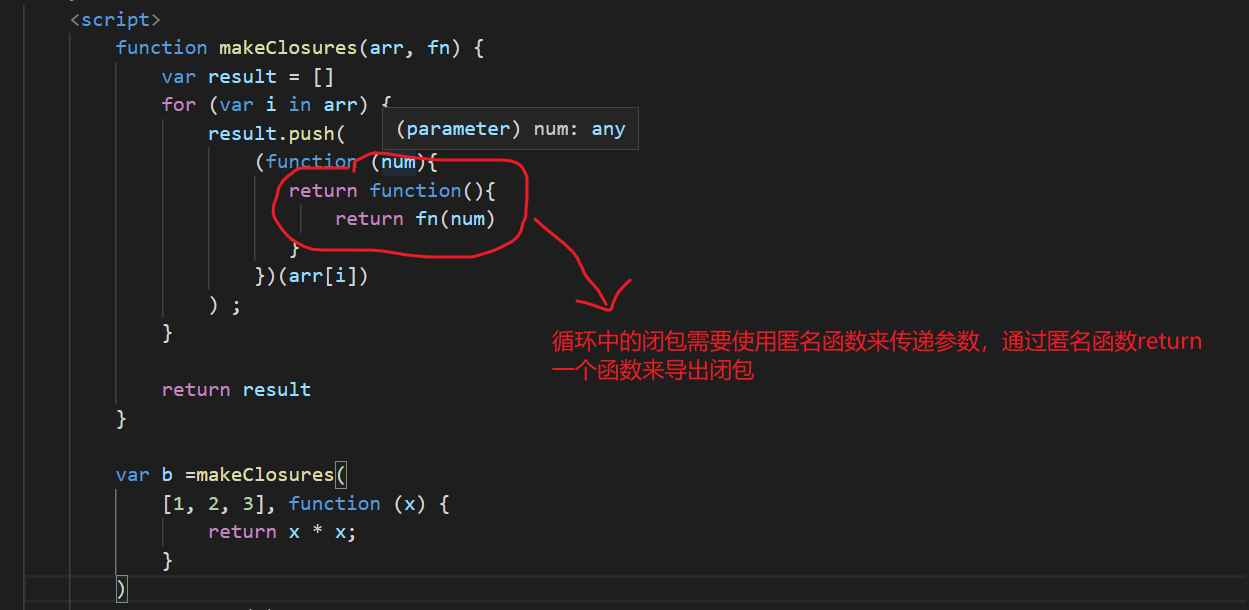 <script>
function makeClosures(arr, fn) {
var result = []
for (var i in arr) {
result.push(
(parameter) num: any
(function (num){
return function(){
return fn(num)
}
})(arr[i])
) ;
}
return result
}
var b =makeClosures(
[1, 2, 3], function (x) {
return x * x;
}
)
循环中的闭包需要使用匿名函数来传递参数，通过匿名函数return
一个函数来导出闭包